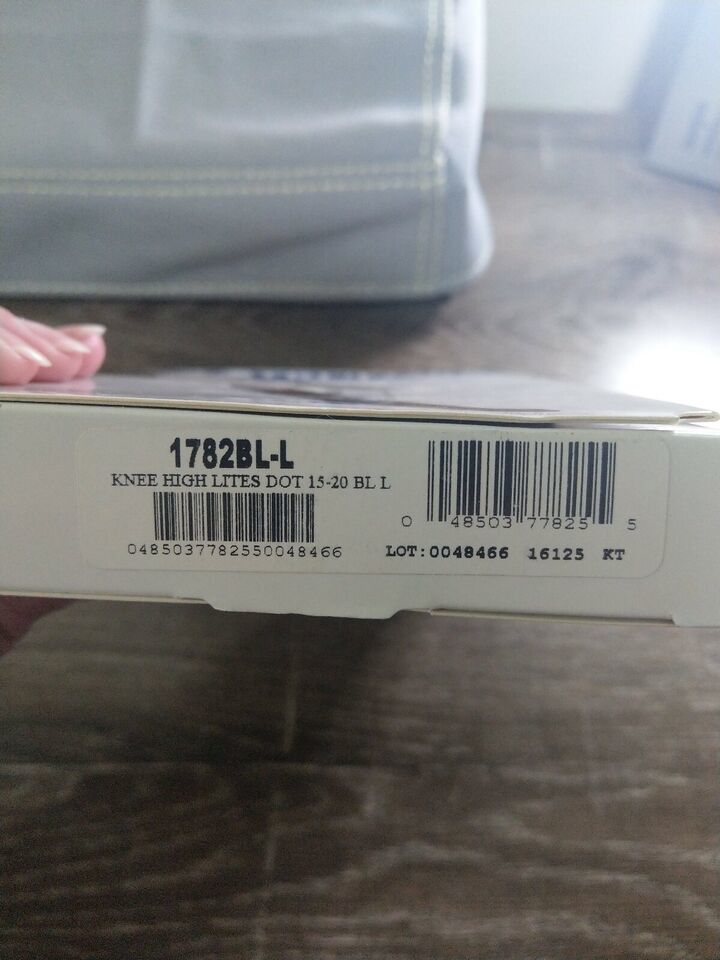 1782BL-L
KNEE HIGH LITES DOT 15-20 BL L
0485037782550048466
0 48503 77825 5
LOT:0048466 16125 KT